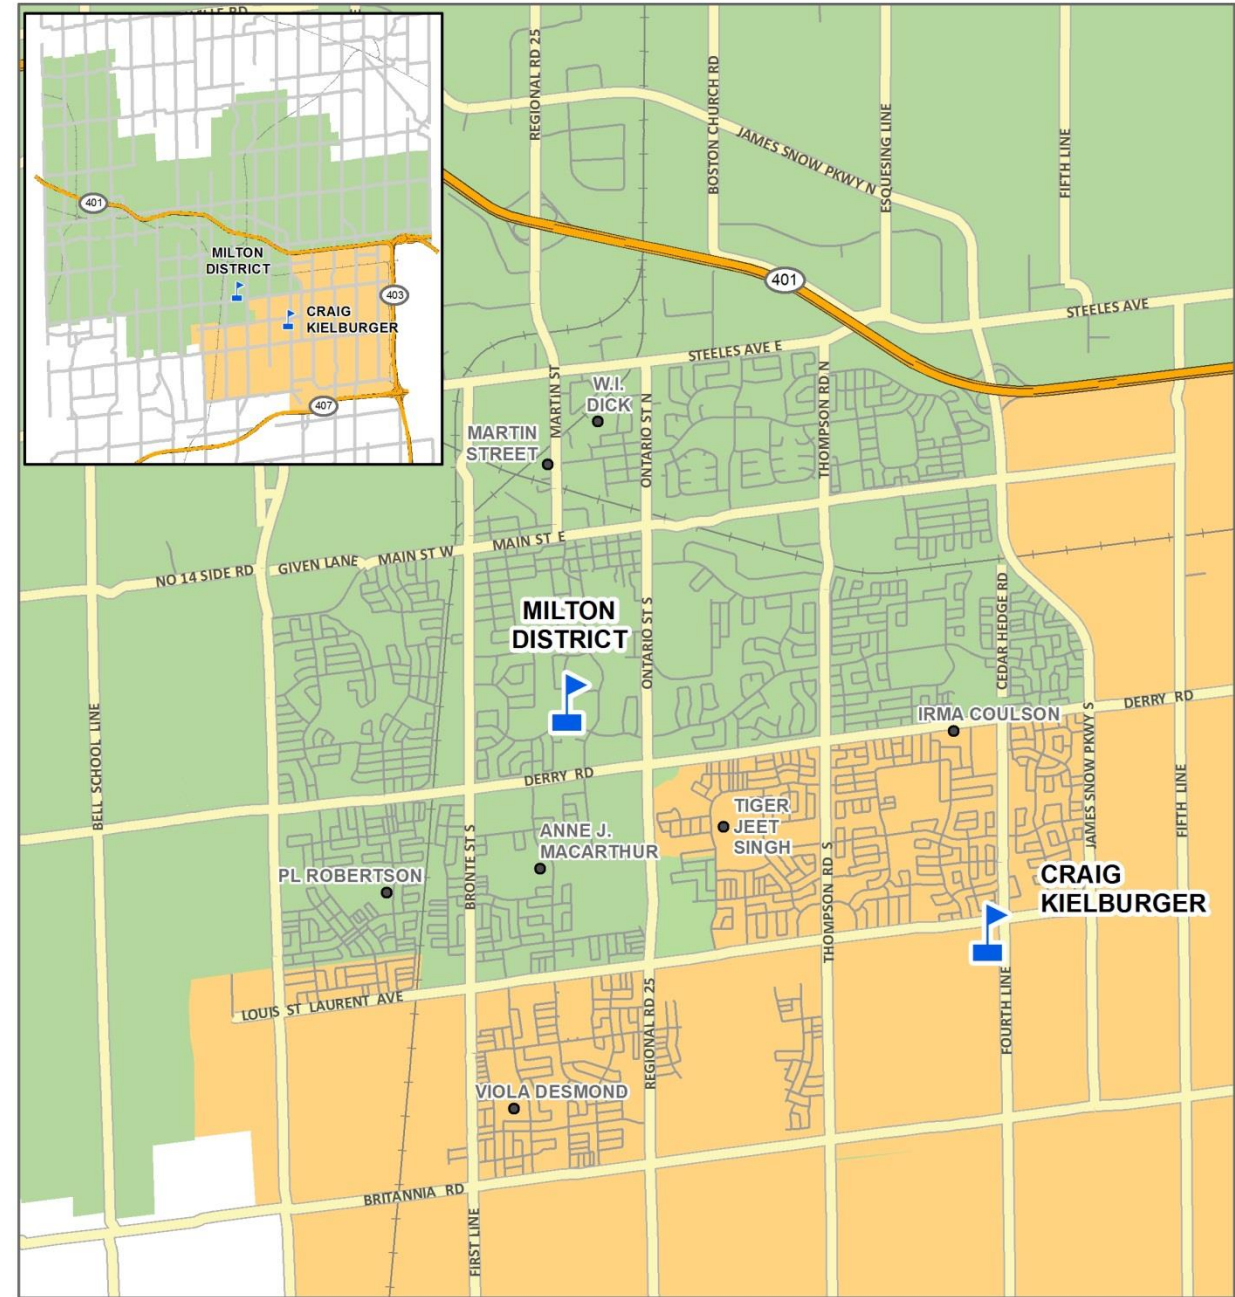 401
MILTON
DISTRICT
403
CRAIG
KIELBURGER
407
REGIONAL RD 25
BOSTON CHURCH RD
JAMES SNOW PKWY N
ESQUESING LINE
FIFTH LINE
401
STEELES AVE
STEELES AVE E
MARTIN ST
W.I.
DICK
MARTIN
STREET
ONTARIO ST N
THOMPSON RD N
NO 14 SIDE RD
GIVEN LANE
MAIN ST W
MAIN ST E
MILTON
DISTRICT
ONTARIO ST S
CEDAR HEDGE RD
IRMA COULSON
DERRY RD
BELL SCHOOL LINE
DERRY RD
TIGER
JEET
SINGH
ANNE J.
MACARTHUR
PL ROBERTSON
BRONTE ST S
THOMPSON RD S
JAMES SNOW PKWY S
FIFTH LINE
CRAIG
KIELBURGER
LOUIS ST LAURENT AVE
REGIONAL RD 25
FOURTH LINE
VIOLA DESMOND
BRITANNIA RD
FIRST LINE